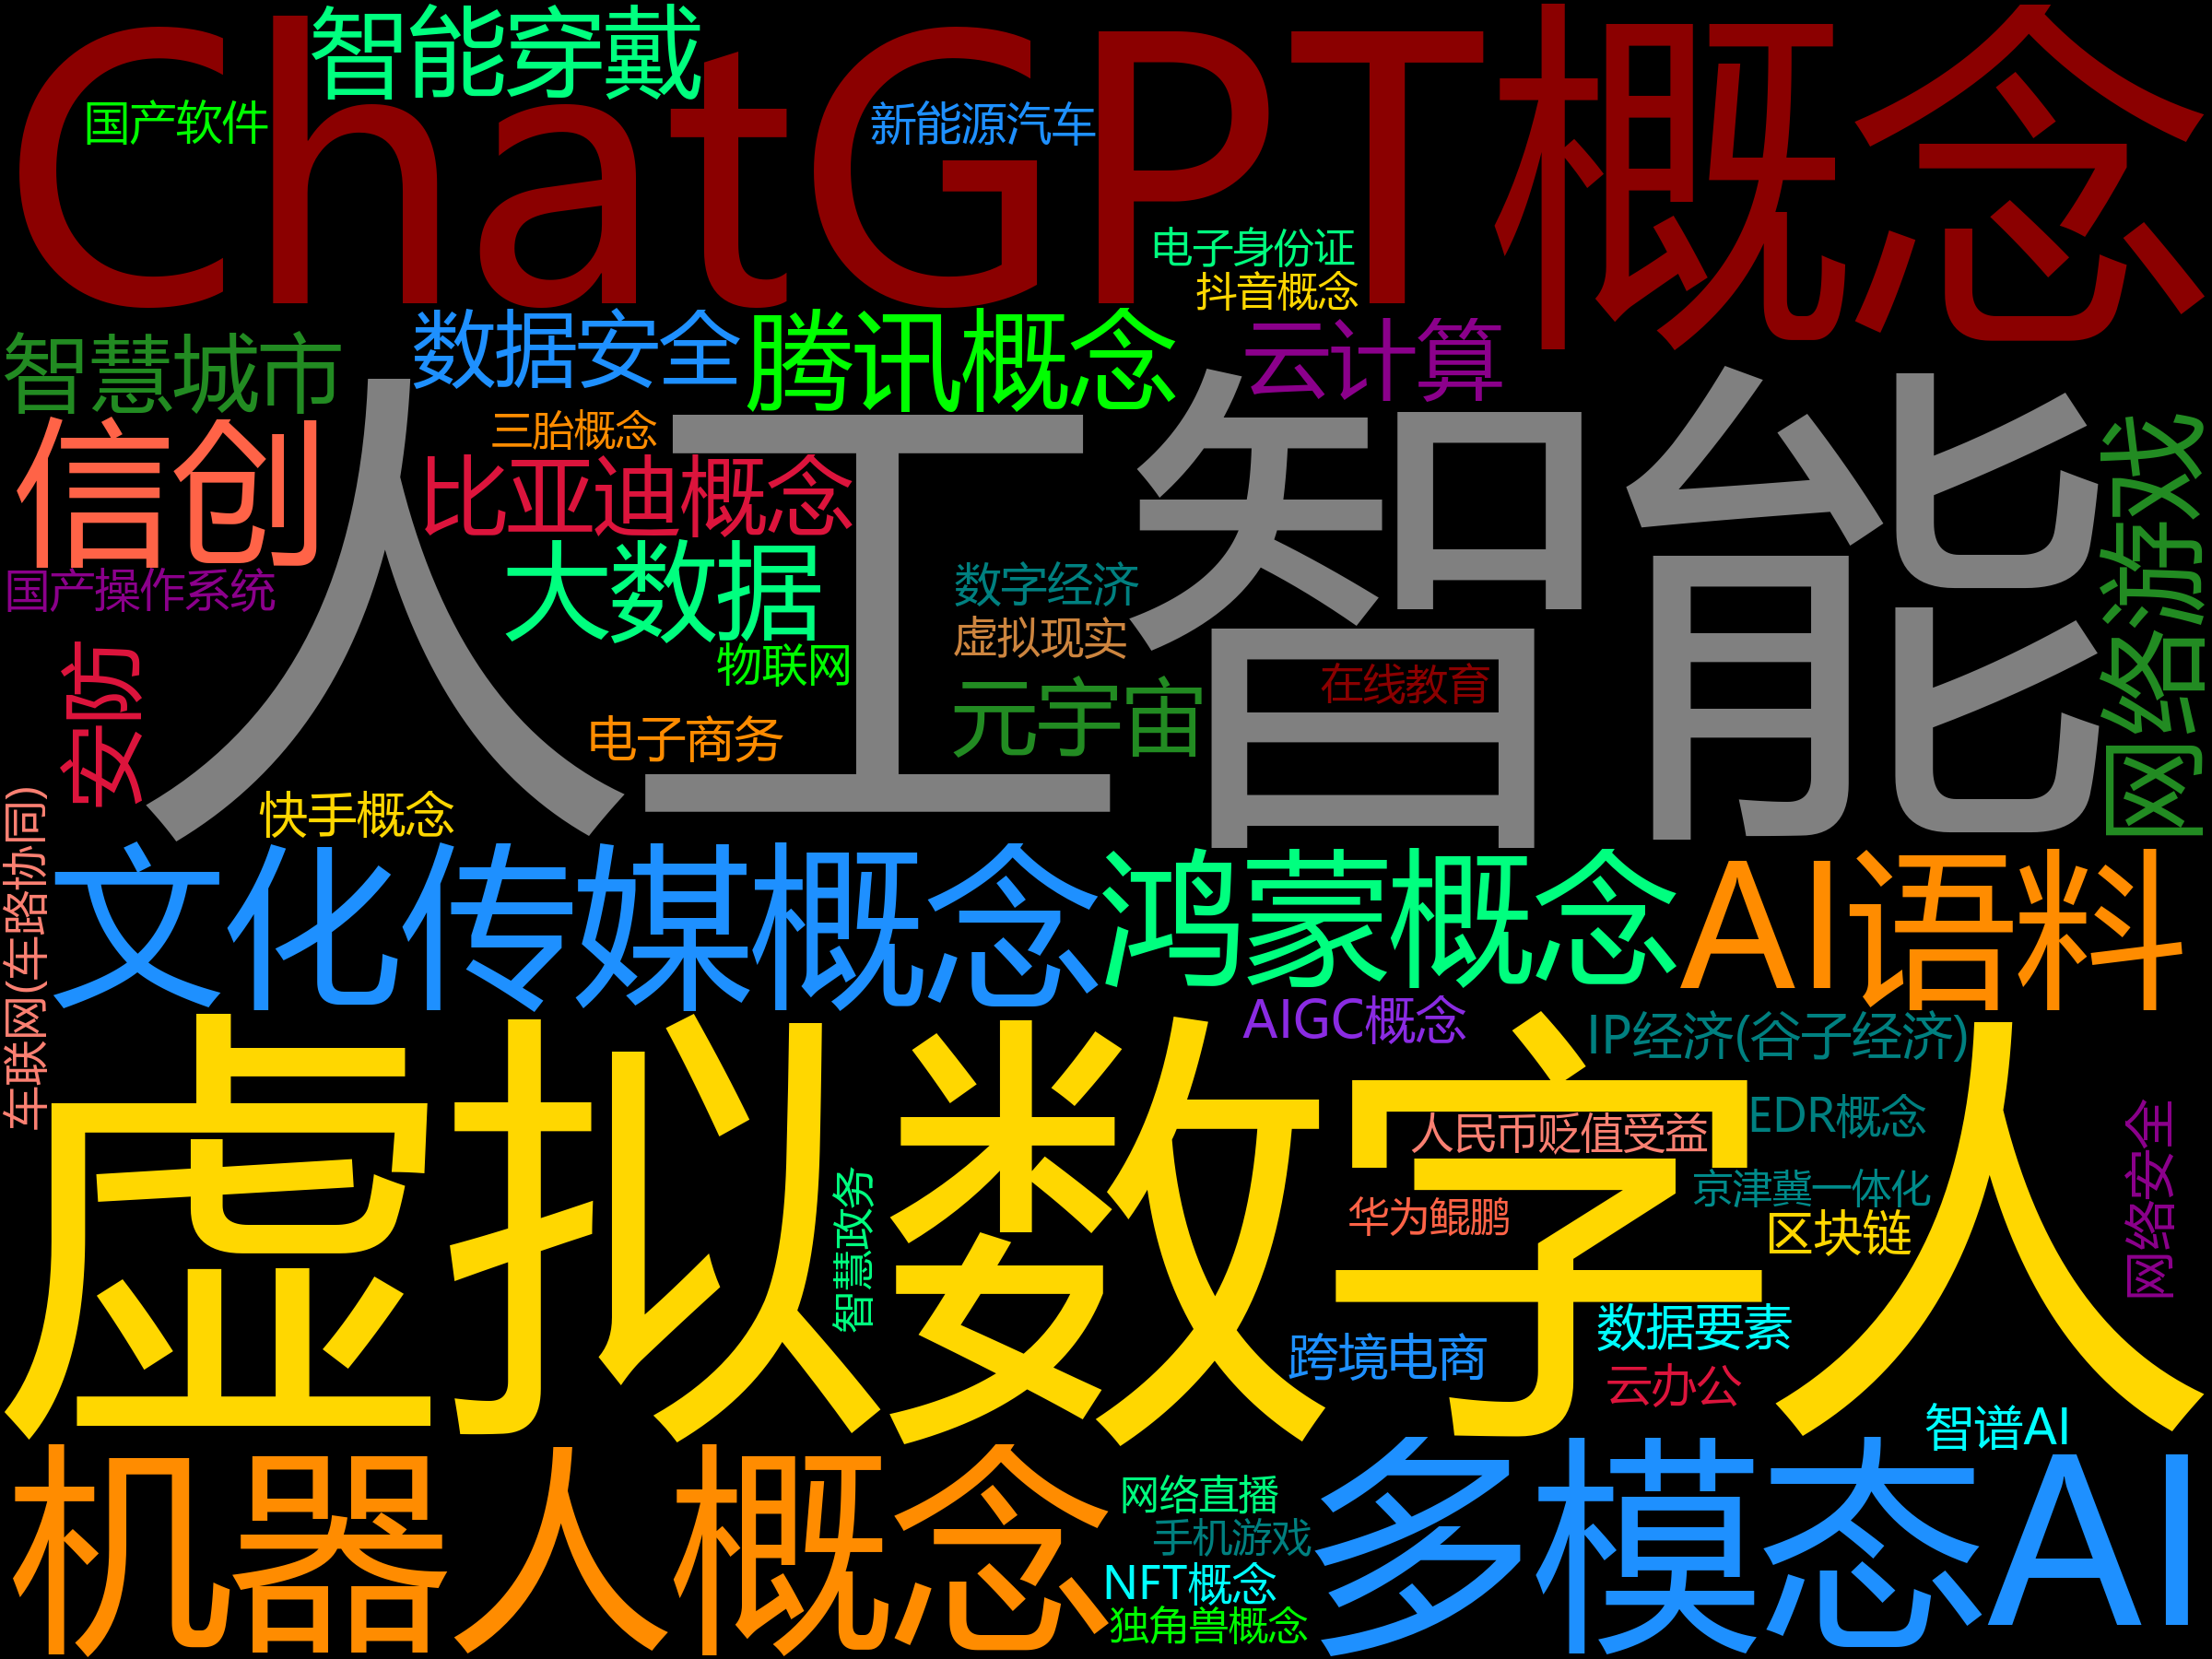 ChatGPT概念
智能穿戴
国产软件
新能源汽车
电子身份证
抖音概念
智慧城市
数据安全
腾讯概念
云计算
人工智能
三胎概念
信创
比亚迪概念
网络游戏
大数据
国产操作系统
数字经济
虚拟现实
物联网
在线教育
安防
元宇宙
电子商务
快手概念
车联网(车路协同)
文化传媒概念
鸿蒙概念
AI语料
AIGC概念
IP经济(谷子经济)
虚拟数字人
EDR概念
人民币贬值受益
网络安全
京津冀一体化
华为鲲鹏
区块链
智慧政务
数据要素
跨境电商
云办公
智谱AI
机器人概念
多模态AI
网络直播
手机游戏
NFT概念
独角兽概念